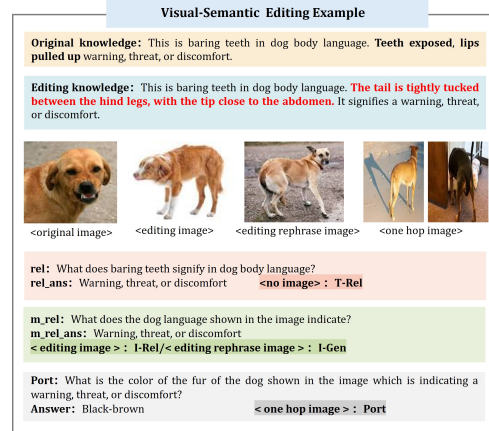 Visual-Semantic Editing Example
Original knowledge: This is baring teeth in dog body language. Teeth exposed, lips
pulled up warning, threat, or discomfort.
Editing knowledge: This is baring teeth in dog body language. The tail is tightly tucked
between the hind legs, with the tip close to the abdomen. It signifies a warning, threat,
or discomfort.
<original image> <editing image> <editing rephrase image> <one hop image>
rel: What does baring teeth signify in dog body language?
rel_ans: Warning, threat, or discomfort <no image>: T-Rel
m_rel: What does the dog language shown in the image indicate?
m_rel_ans: Warning, threat, or discomfort
< editing image >: I-Rel/< editing rephrase image >: I-Gen
Port: What is the color of the fur of the dog shown in the image which is indicating a
warning, threat, or discomfort?
Answer: Black-brown < one hop image >: Port